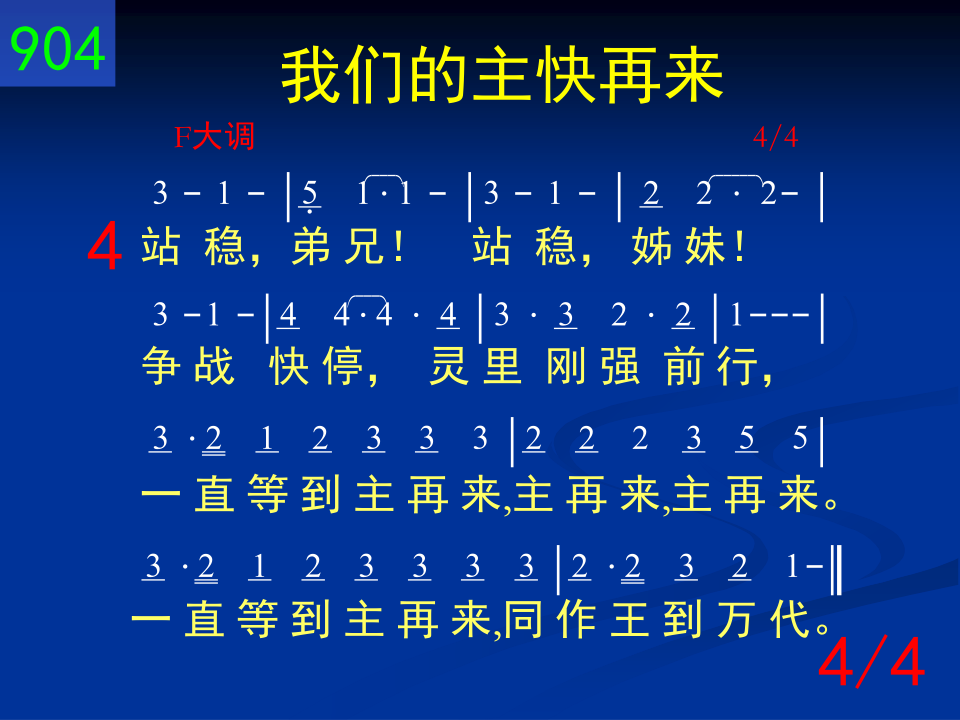 904
我们的主快再来
F大调 4/4
3 - 1 - | 5 1 · 1 - | 3 - 1 - | 2 2 · 2 - |
4 站 稳，弟 兄！ 站 稳， 姊 妹！
3 - 1 - | 4 4 · 4 · 4 | 3 · 3 2 · 2 | 1 - - - |
争 战 快 停， 灵 里 刚 强 前 行，
3 · 2 1 2 3 3 3 | 2 2 2 3 5 5 |
一 直 等 到 主 再 来,主 再 来,主 再 来。
3 · 2 1 2 3 3 3 3 | 2 · 2 3 2 1 - ‖
一 直 等 到 主 再 来,同 作 王 到 万 代。
4/4